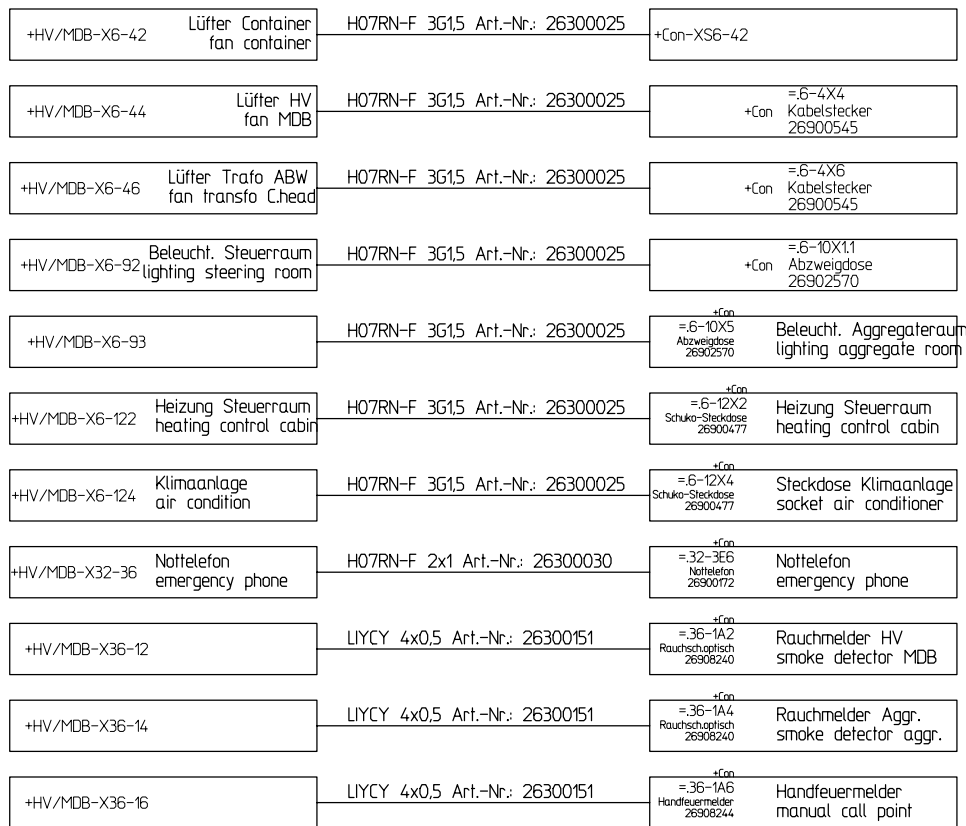 +HV/MDB-X6-42
Lüfter Container
fan container
H07RN-F 3G1,5 Art.-Nr.: 26300025
+Con-XS6-42
+HV/MDB-X6-44
Lüfter HV
fan MDB
H07RN-F 3G1,5 Art.-Nr.: 26300025
+Con
=.6-4X4
Kabelstecker
26900545
+HV/MDB-X6-46
Lüfter Trafo ABW
fan transfo C.head
H07RN-F 3G1,5 Art.-Nr.: 26300025
+Con
=.6-4X6
Kabelstecker
26900545
+HV/MDB-X6-92
Beleucht. Steuerraum
lighting steering room
H07RN-F 3G1,5 Art.-Nr.: 26300025
+Con
=.6-10X1.1
Abzweigdose
26902570
+HV/MDB-X6-93
H07RN-F 3G1,5 Art.-Nr.: 26300025
+Con
=.6-10X5
Abzweigdose
26902570
Beleucht. Aggregateraum
lighting aggregate room
+HV/MDB-X6-122
Heizung Steuerraum
heating control cabin
H07RN-F 3G1,5 Art.-Nr.: 26300025
+Con
=.6-12X2
Schuko-Steckdose
26900477
Heizung Steuerraum
heating control cabin
+HV/MDB-X6-124
Klimaanlage
air condition
H07RN-F 3G1,5 Art.-Nr.: 26300025
+Con
=.6-12X4
Schuko-Steckdose
26900477
Steckdose Klimaanlage
socket air conditioner
+HV/MDB-X32-36
Nottelefon
emergency phone
H07RN-F 2x1 Art.-Nr.: 26300030
+Con
=.32-3E6
Nottelefon
26900172
Nottelefon
emergency phone
+HV/MDB-X36-12
LIYCY 4x0,5 Art.-Nr.: 26300151
+Con
=.36-1A2
Rauchsch.optisch
26908240
Rauchmelder HV
smoke detector MDB
+HV/MDB-X36-14
LIYCY 4x0,5 Art.-Nr.: 26300151
+Con
=.36-1A4
Rauchsch.optisch
26908240
Rauchmelder Aggr.
smoke detector aggr.
+HV/MDB-X36-16
LIYCY 4x0,5 Art.-Nr.: 26300151
+Con
=.36-1A6
Handfeuermelder
26908244
Handfeuermelder
manual call point